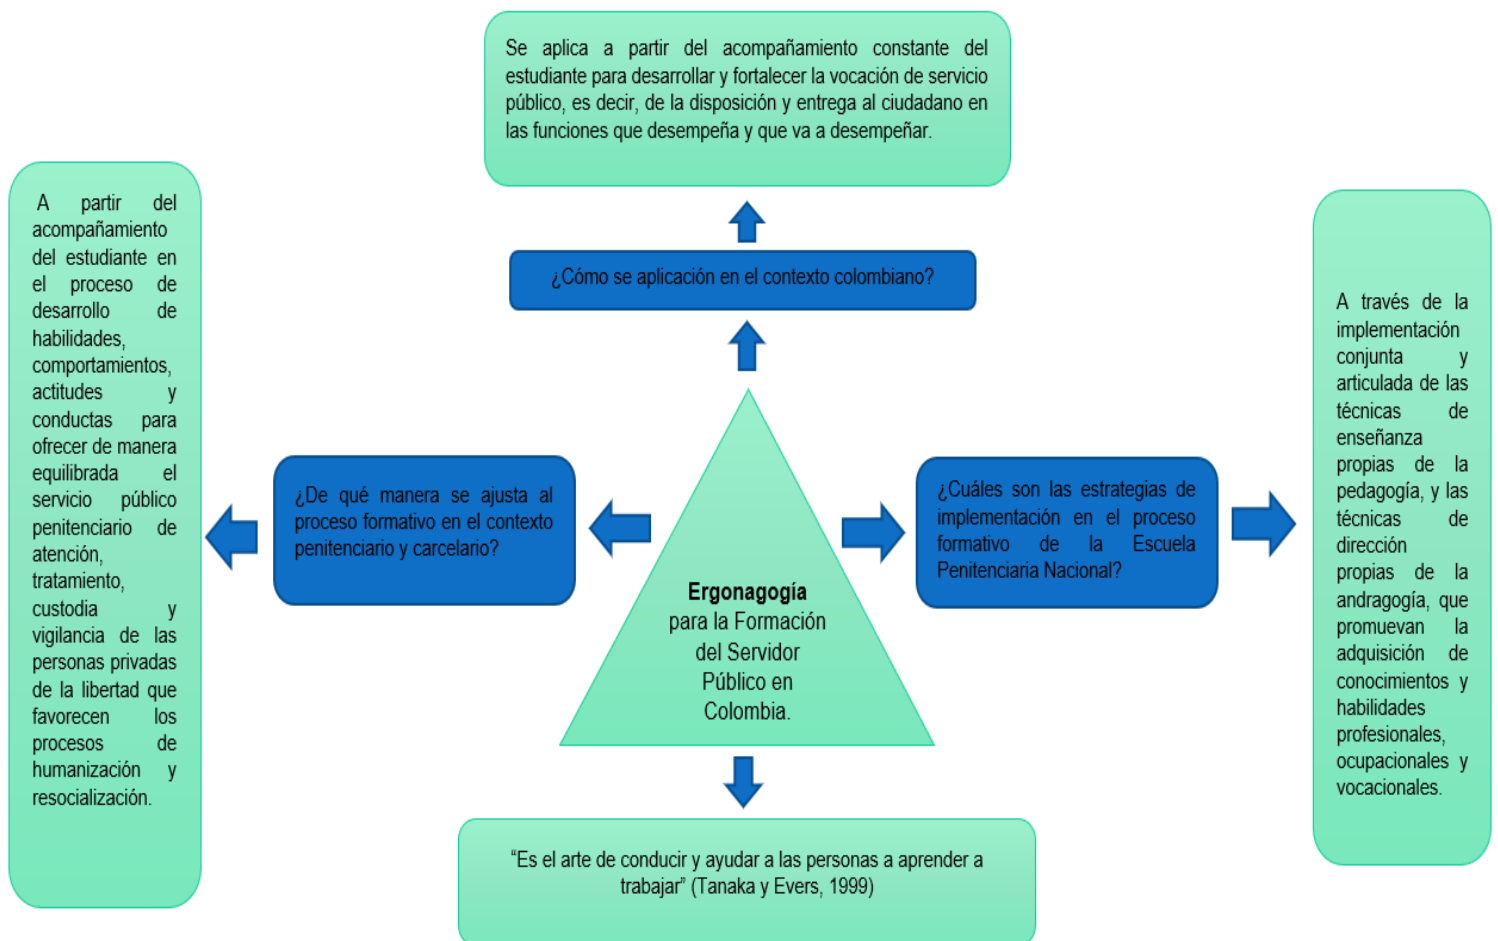 Se aplica a partir del acompañamiento constante del
estudiante para desarrollar y fortalecer la vocación de servicio
público, es decir, de la disposición y entrega al ciudadano en
las funciones que desempeña y que va a desempeñar.
¿Cómo se aplicación en el contexto colombiano?
A partir del
acompañamiento
del estudiante en
el proceso de
desarrollo de
habilidades,
comportamientos,
actitudes y
conductas para
ofrecer de manera
equilibrada el
servicio público
penitenciario de
atención,
tratamiento,
custodia y
vigilancia de las
personas privadas
de la libertad que
favorecen los
procesos de
humanización y
resocialización.
¿De qué manera se ajusta al
proceso formativo en el contexto
penitenciario y carcelario?
Ergonagogía
para la Formación
del Servidor
Público en
Colombia.
¿Cuáles son las estrategias de
implementación en el proceso
formativo de la Escuela
Penitenciaria Nacional?
A través de la
implementación
conjunta y
articulada de las
técnicas de
enseñanza
propias de la
pedagogía, y las
técnicas de
dirección
propias de la
andragogía, que
promuevan la
adquisición de
conocimientos y
habilidades
profesionales,
ocupacionales y
vocacionales.
“Es el arte de conducir y ayudar a las personas a aprender a
trabajar” (Tanaka y Evers, 1999)